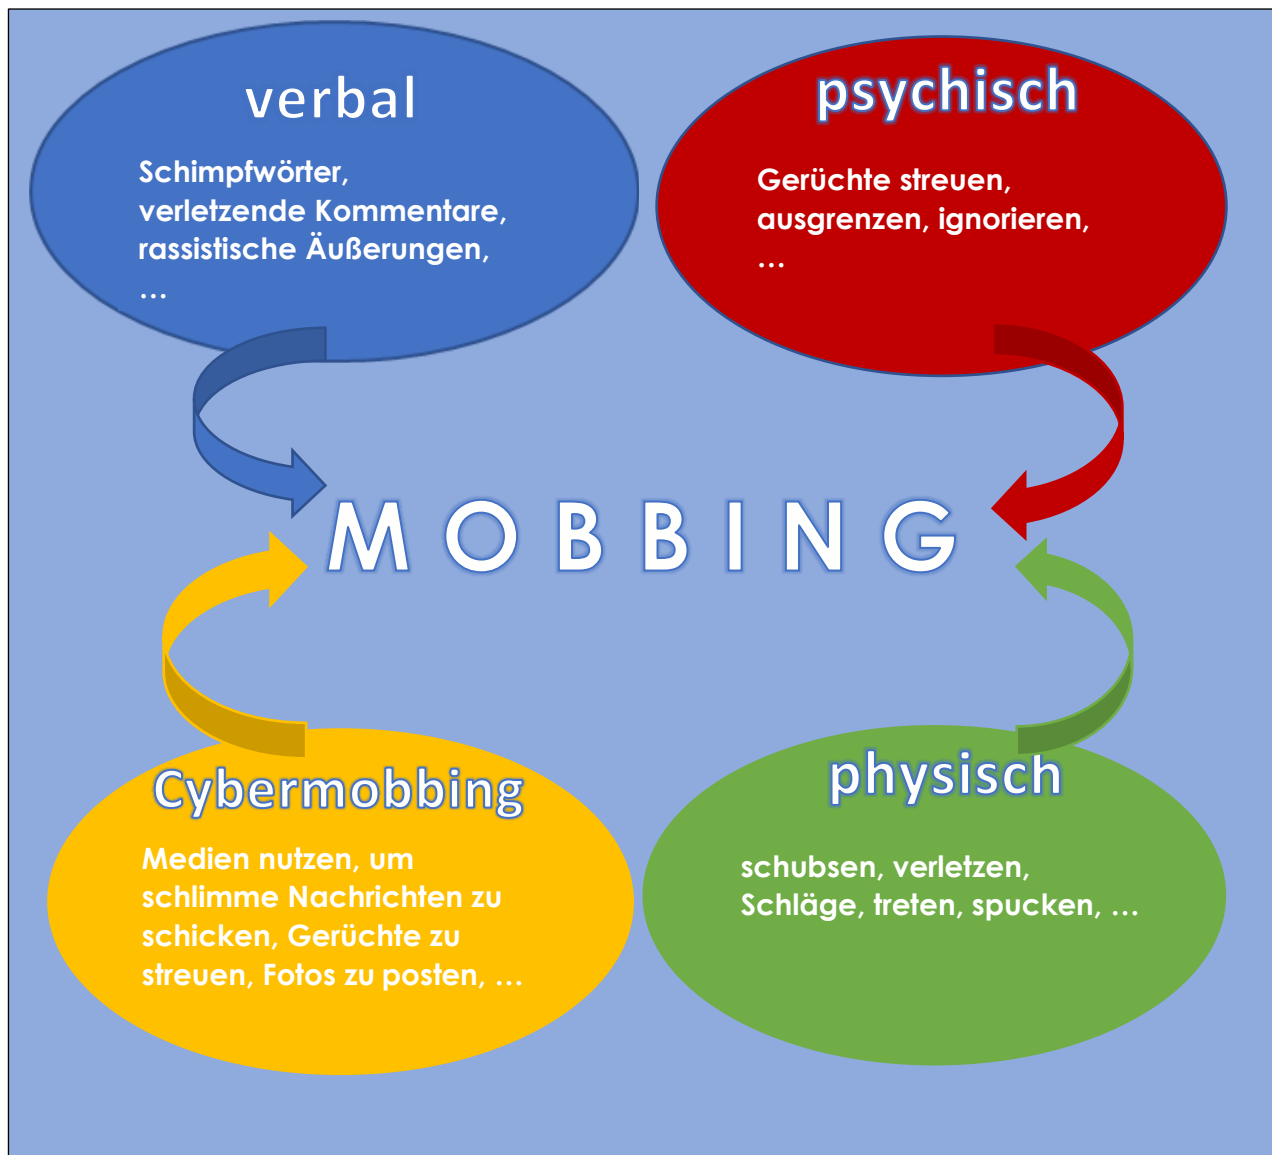 verbal
Schimpfwörter,
verletzende Kommentare,
rassistische Äußerungen,
…
psychisch
Gerüchte streuen,
ausgrenzen, ignorieren,
…
MOBBING
Cybermobbing
Medien nutzen, um
schlimme Nachrichten zu
schicken, Gerüchte zu
streuen, Fotos zu posten, …
physisch
schubsen, verletzen,
Schläge, treten, spucken, …